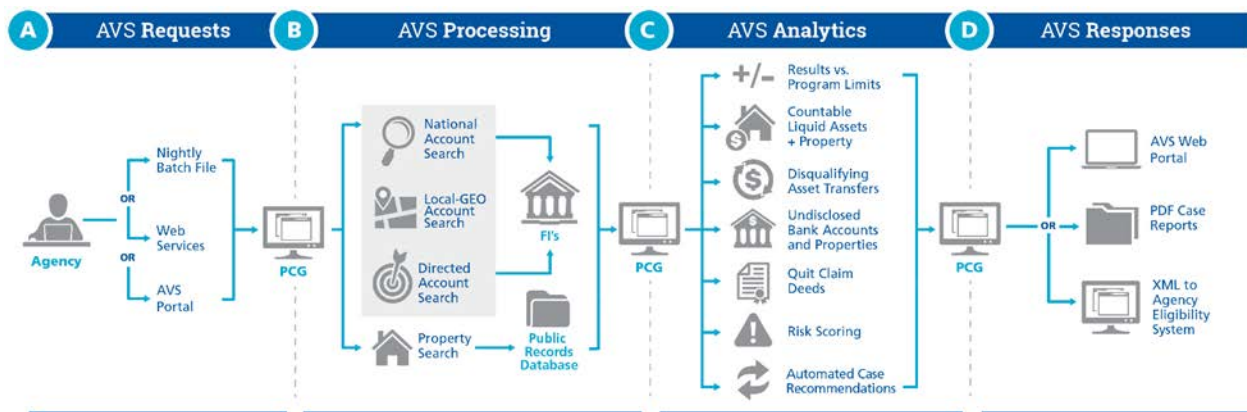 A
AVS Requests
B
AVS Processing
C
AVS Analytics
D
AVS Responses
Agency
OR
OR
Nightly
Batch File
Web
Services
AVS
Portal
PCG
National
Account
Search
Local-GEO
Account
Search
Directed
Account
Search
Property
Search
FI's
Public
Records
Database
PCG
+/-
Results vs.
Program Limits
Countable
Liquid Assets
+ Property
Disqualifying
Asset Transfers
Undisclosed
Bank Accounts
and Properties
Quit Claim
Deeds
Risk Scoring
Automated Case
Recommendations
PCG
OR
AVS Web
Portal
PDF Case
Reports
XML to
Agency
Eligibility
System